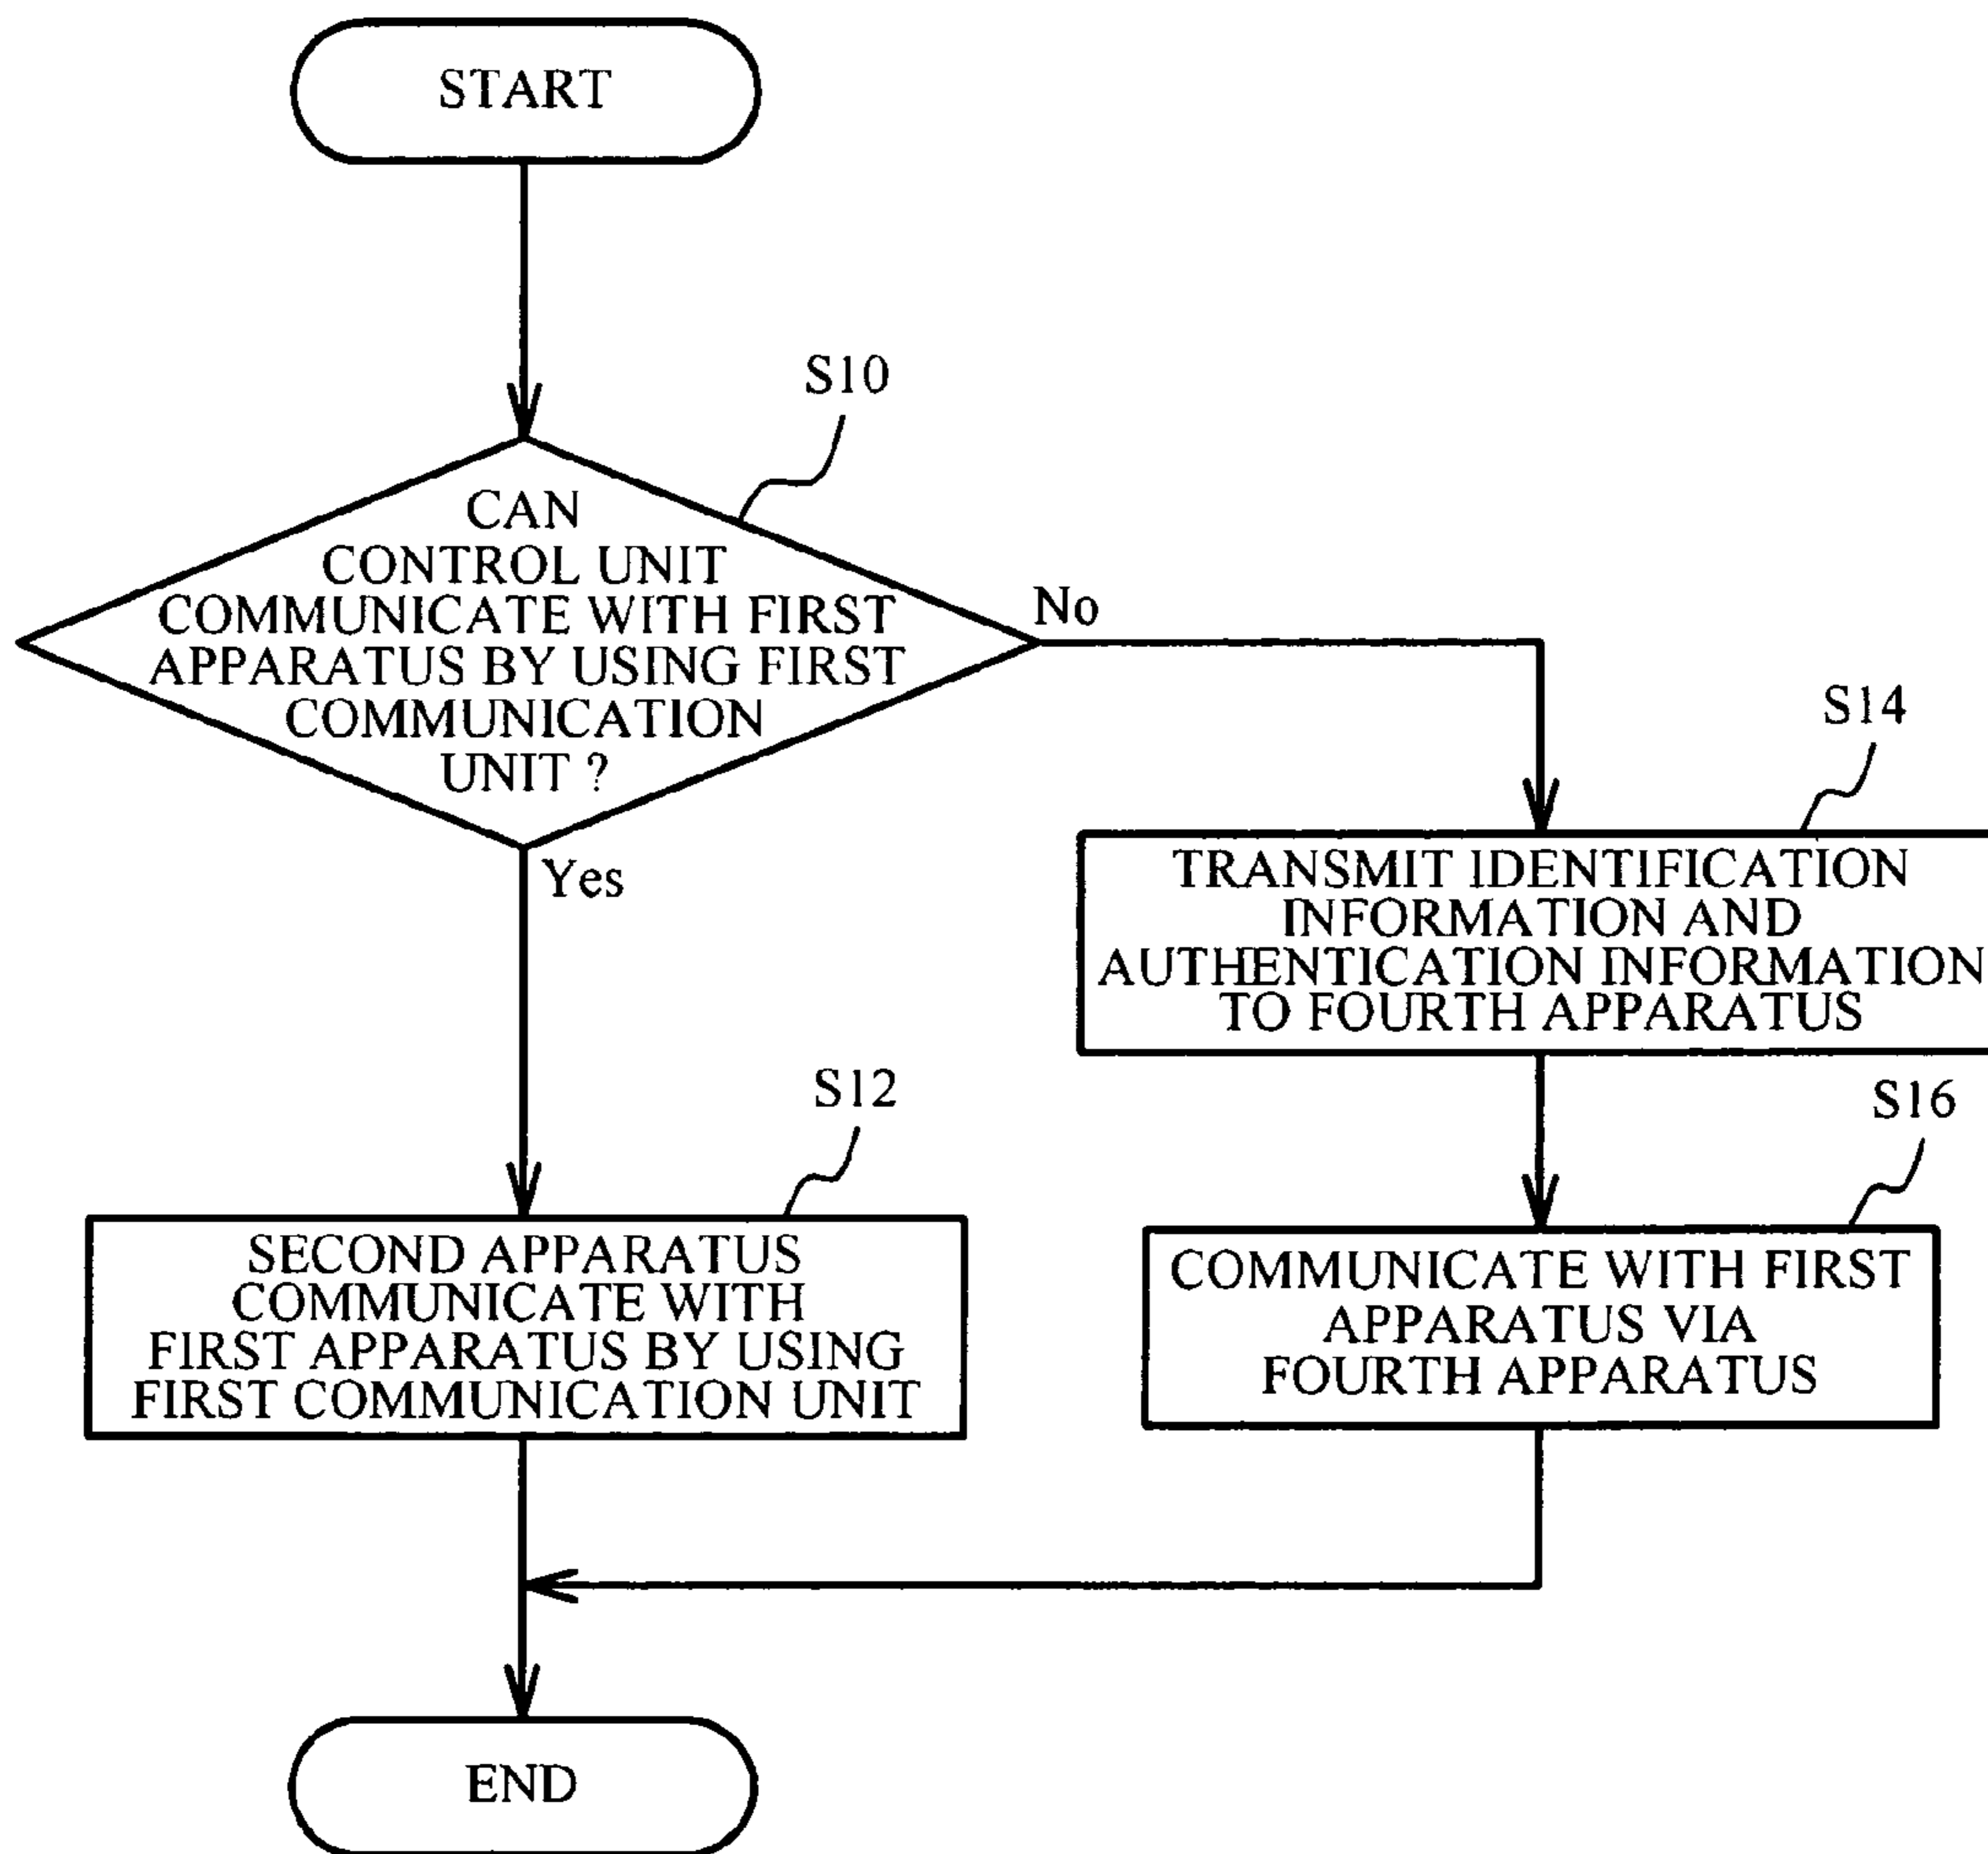 START
S10
CAN
CONTROL UNIT
COMMUNICATE WITH FIRST
APPARATUS BY USING FIRST
COMMUNICATION
UNIT ?
No
Yes
S14
TRANSMIT IDENTIFICATION
INFORMATION AND
AUTHENTICATION INFORMATION
TO FOURTH APPARATUS
S12
SECOND APPARATUS
COMMUNICATE WITH
FIRST APPARATUS BY USING
FIRST COMMUNICATION UNIT
S16
COMMUNICATE WITH FIRST
APPARATUS VIA
FOURTH APPARATUS
END